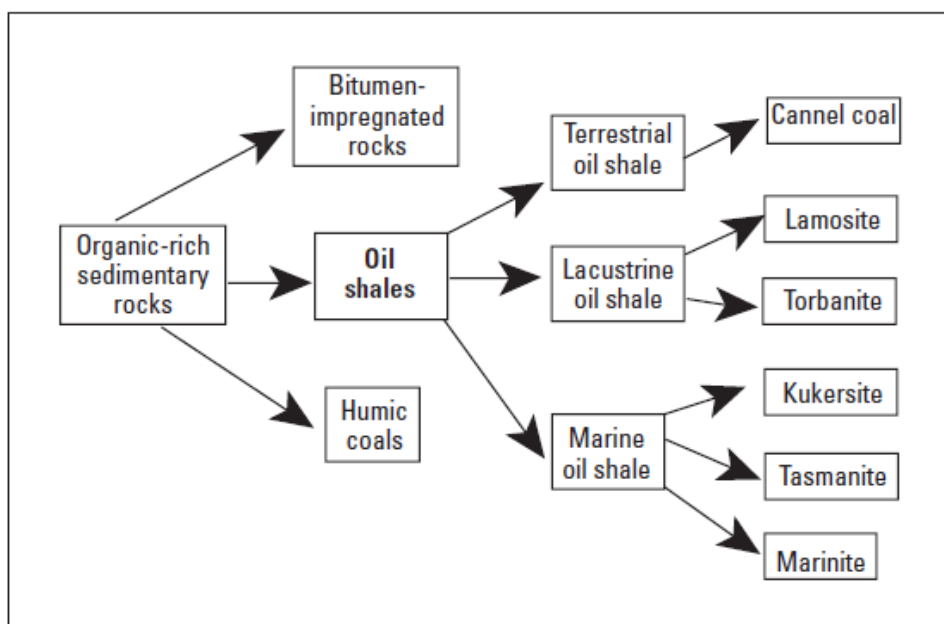 Bitumen-
impregnated
rocks
Organic-rich
sedimentary
rocks
Oil
shales
Humic
coals
Terrestrial
oil shale
Lacustrine
oil shale
Marine
oil shale
Cannel coal
Lamosite
Torbanite
Kukersite
Tasmanite
Marinite